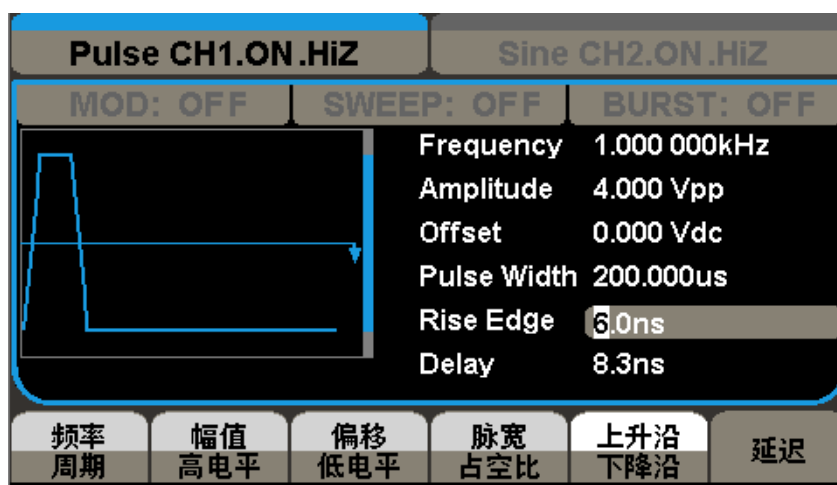 Pulse CH1.ON.HiZ Sine CH2.ON.HiZ
MOD: OFF SWEEP: OFF BURST: OFF
Frequency 1.000 000kHz
Amplitude 4.000 Vpp
Offset 0.000 Vdc
Pulse Width 200.000us
Rise Edge 6.0ns
Delay 8.3ns
频率 幅值 偏移 脉宽 上升沿 延迟
周期 高电平 低电平 占空比 下降沿